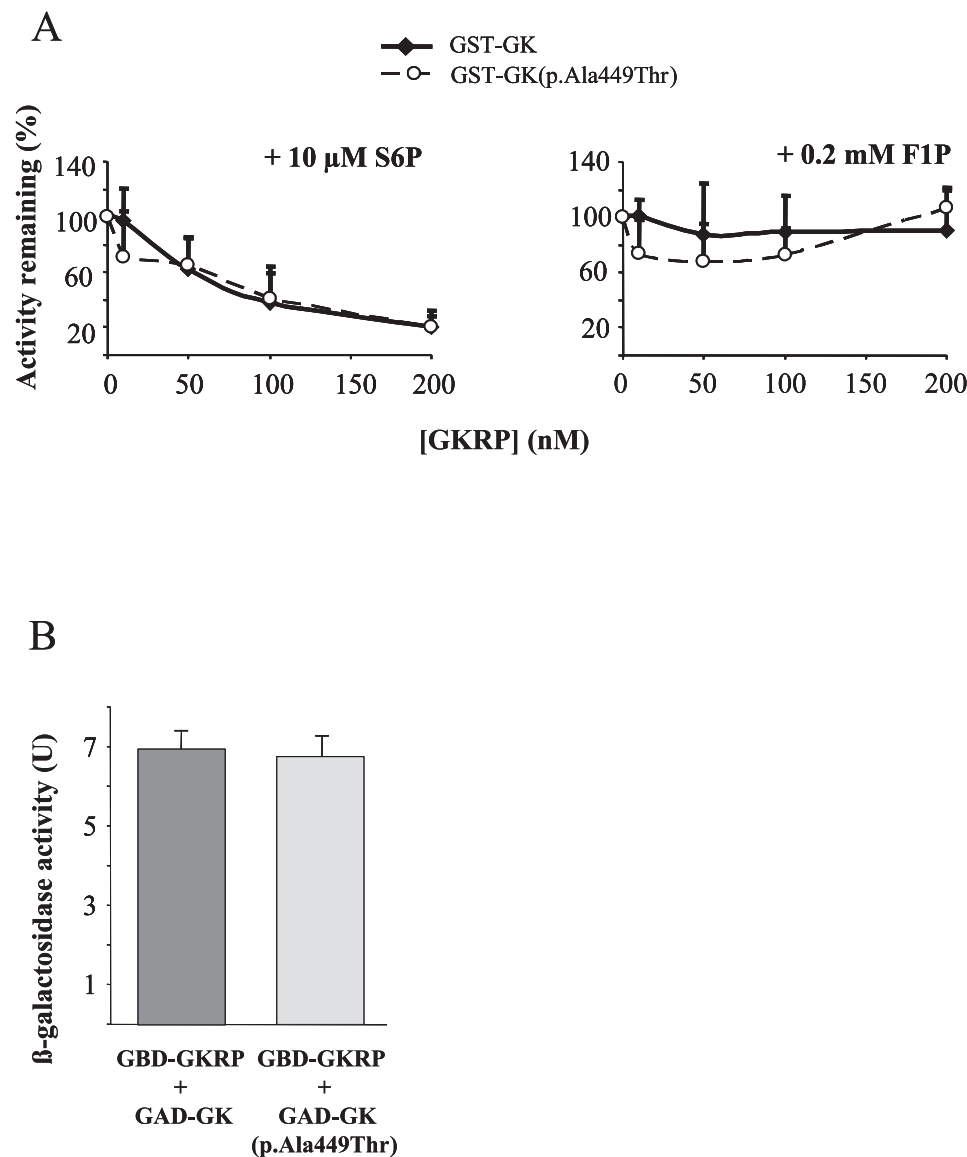 A
GST-GK
GST-GK(p.Ala449Thr)
Activity remaining (%)
+ 10 µM S6P
140
100
60
20
0 50 100 150 200
+ 0.2 mM F1P
140
100
60
20
0 50 100 150 200
[GKRP] (nM)
B
ß-galactosidase activity (U)
7
5
3
1
GBD-GKRP
+
GAD-GK
GBD-GKRP
+
GAD-GK
(p.Ala449Thr)